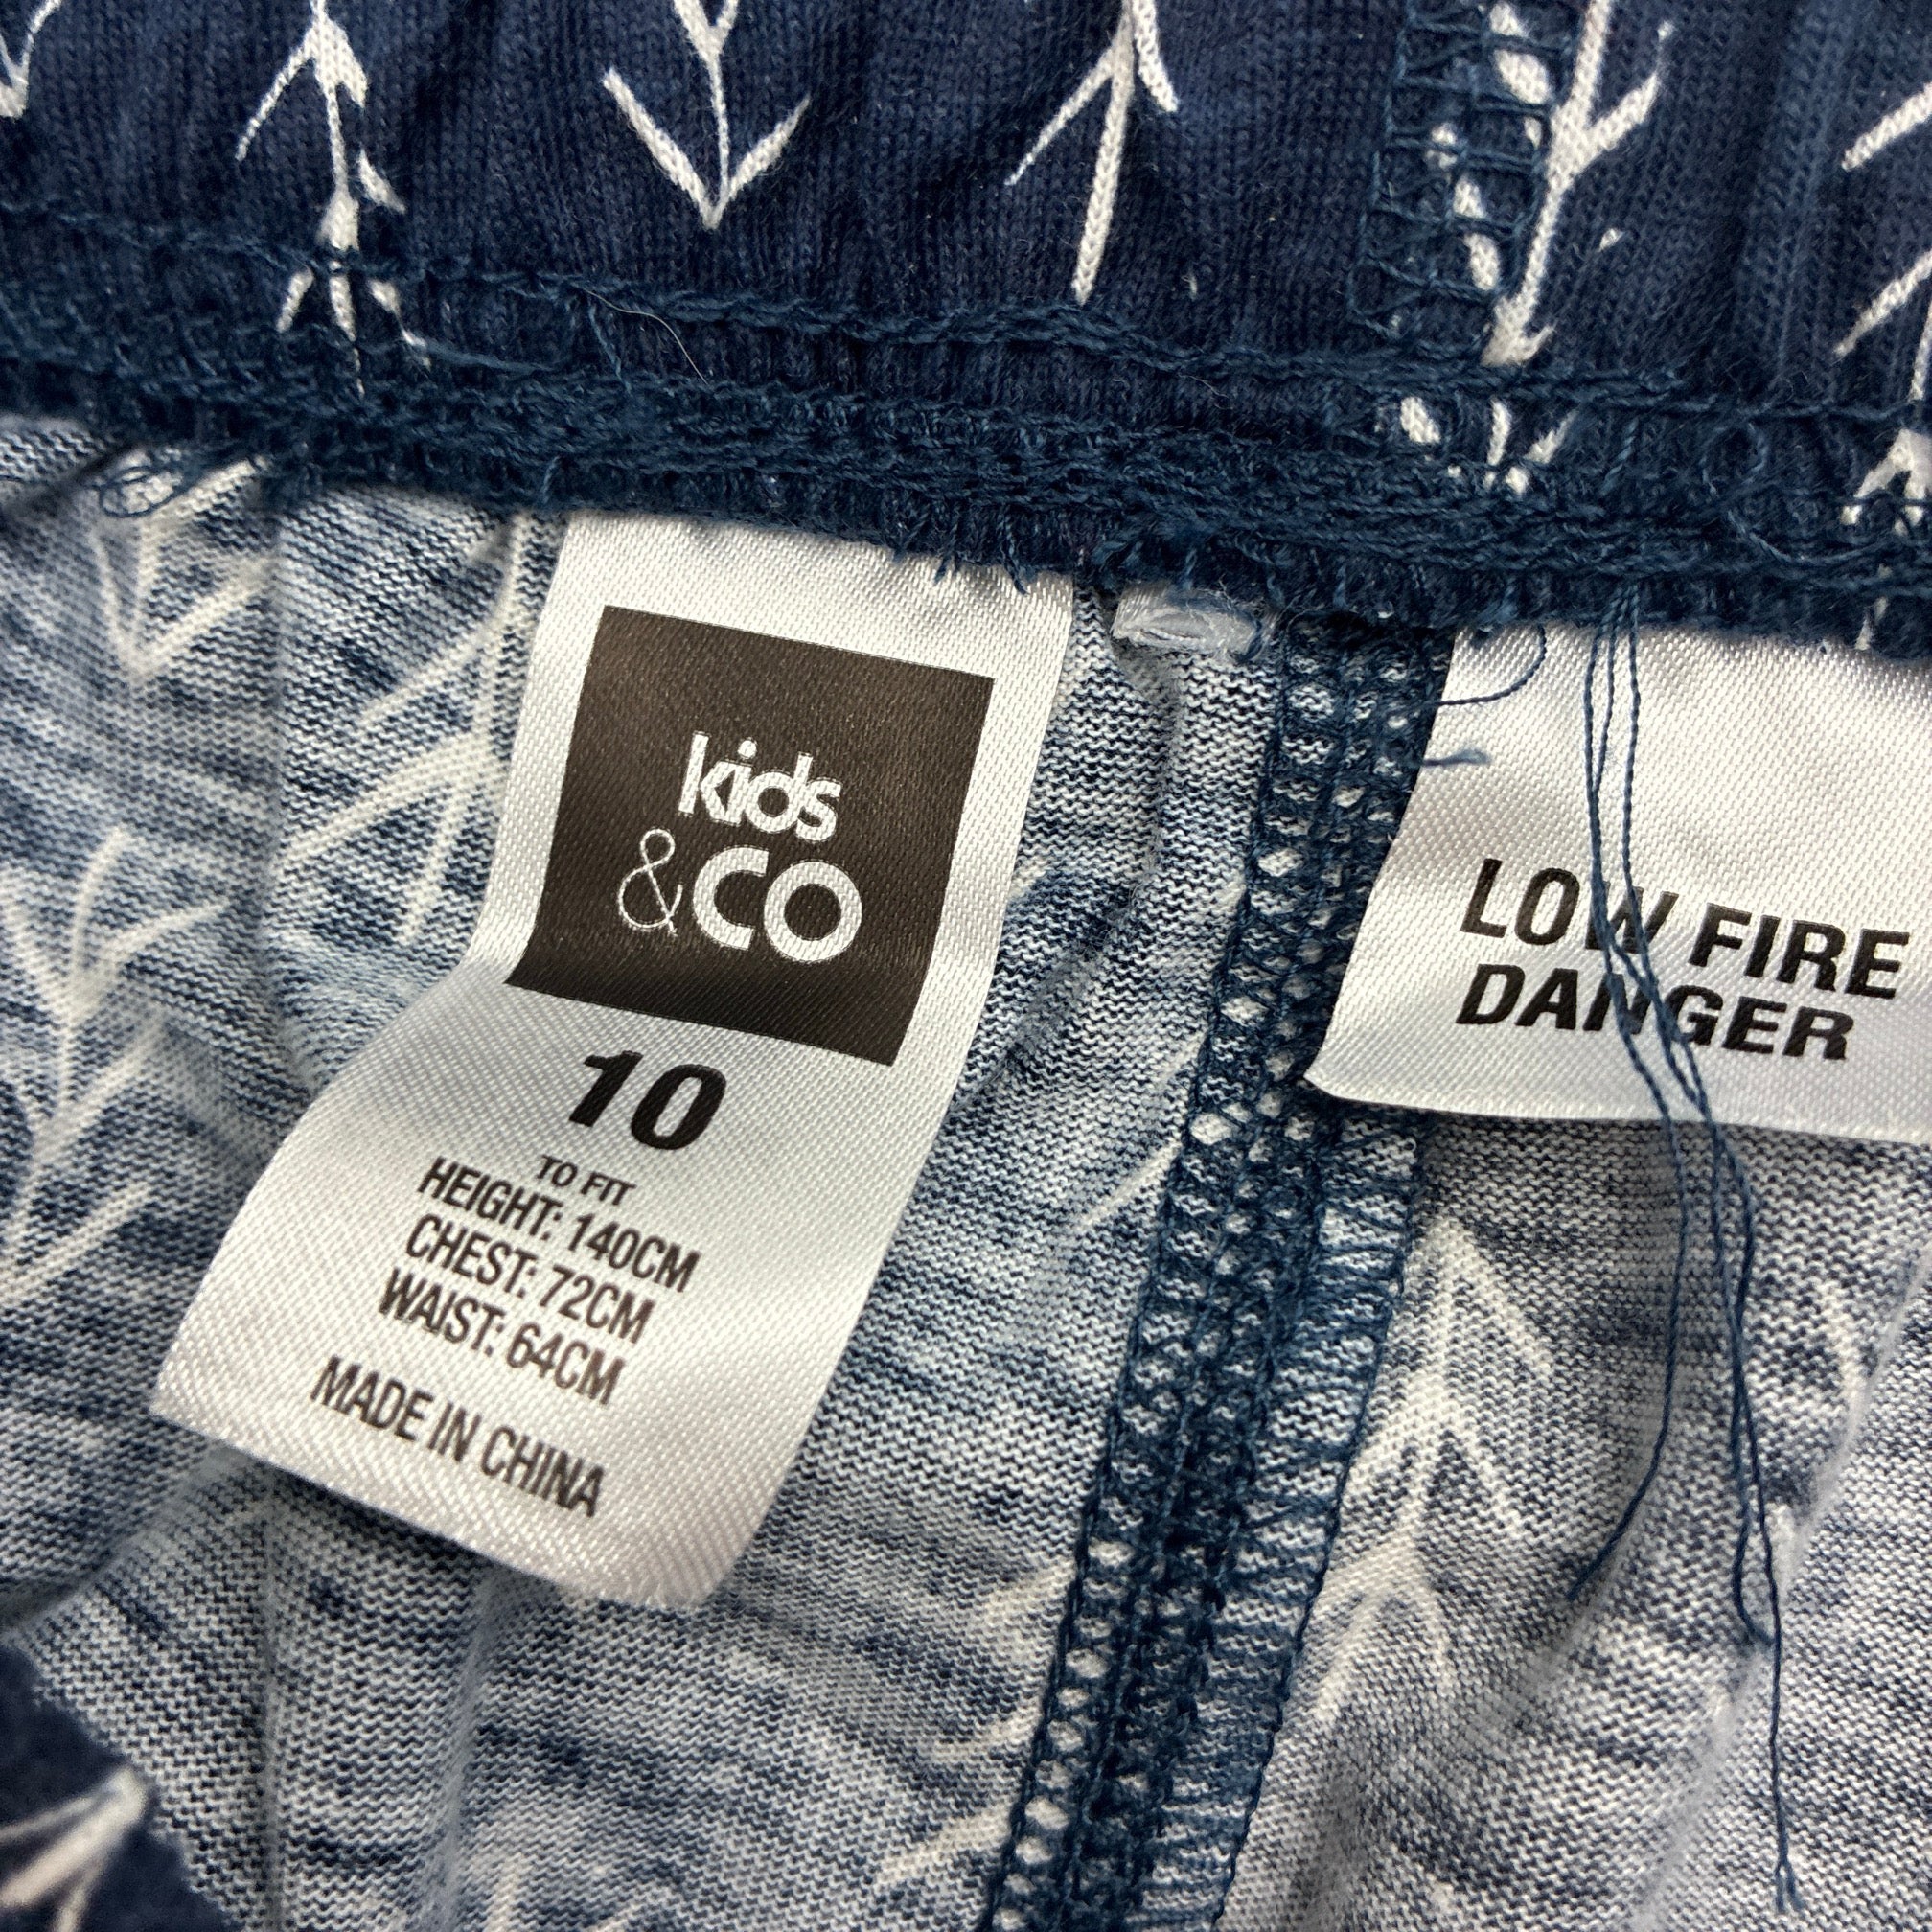 kids
&CO
10
TO FIT
HEIGHT: 140CM
CHEST: 72CM
WAIST: 64CM
MADE IN CHINA
LOW FIRE
DANGER